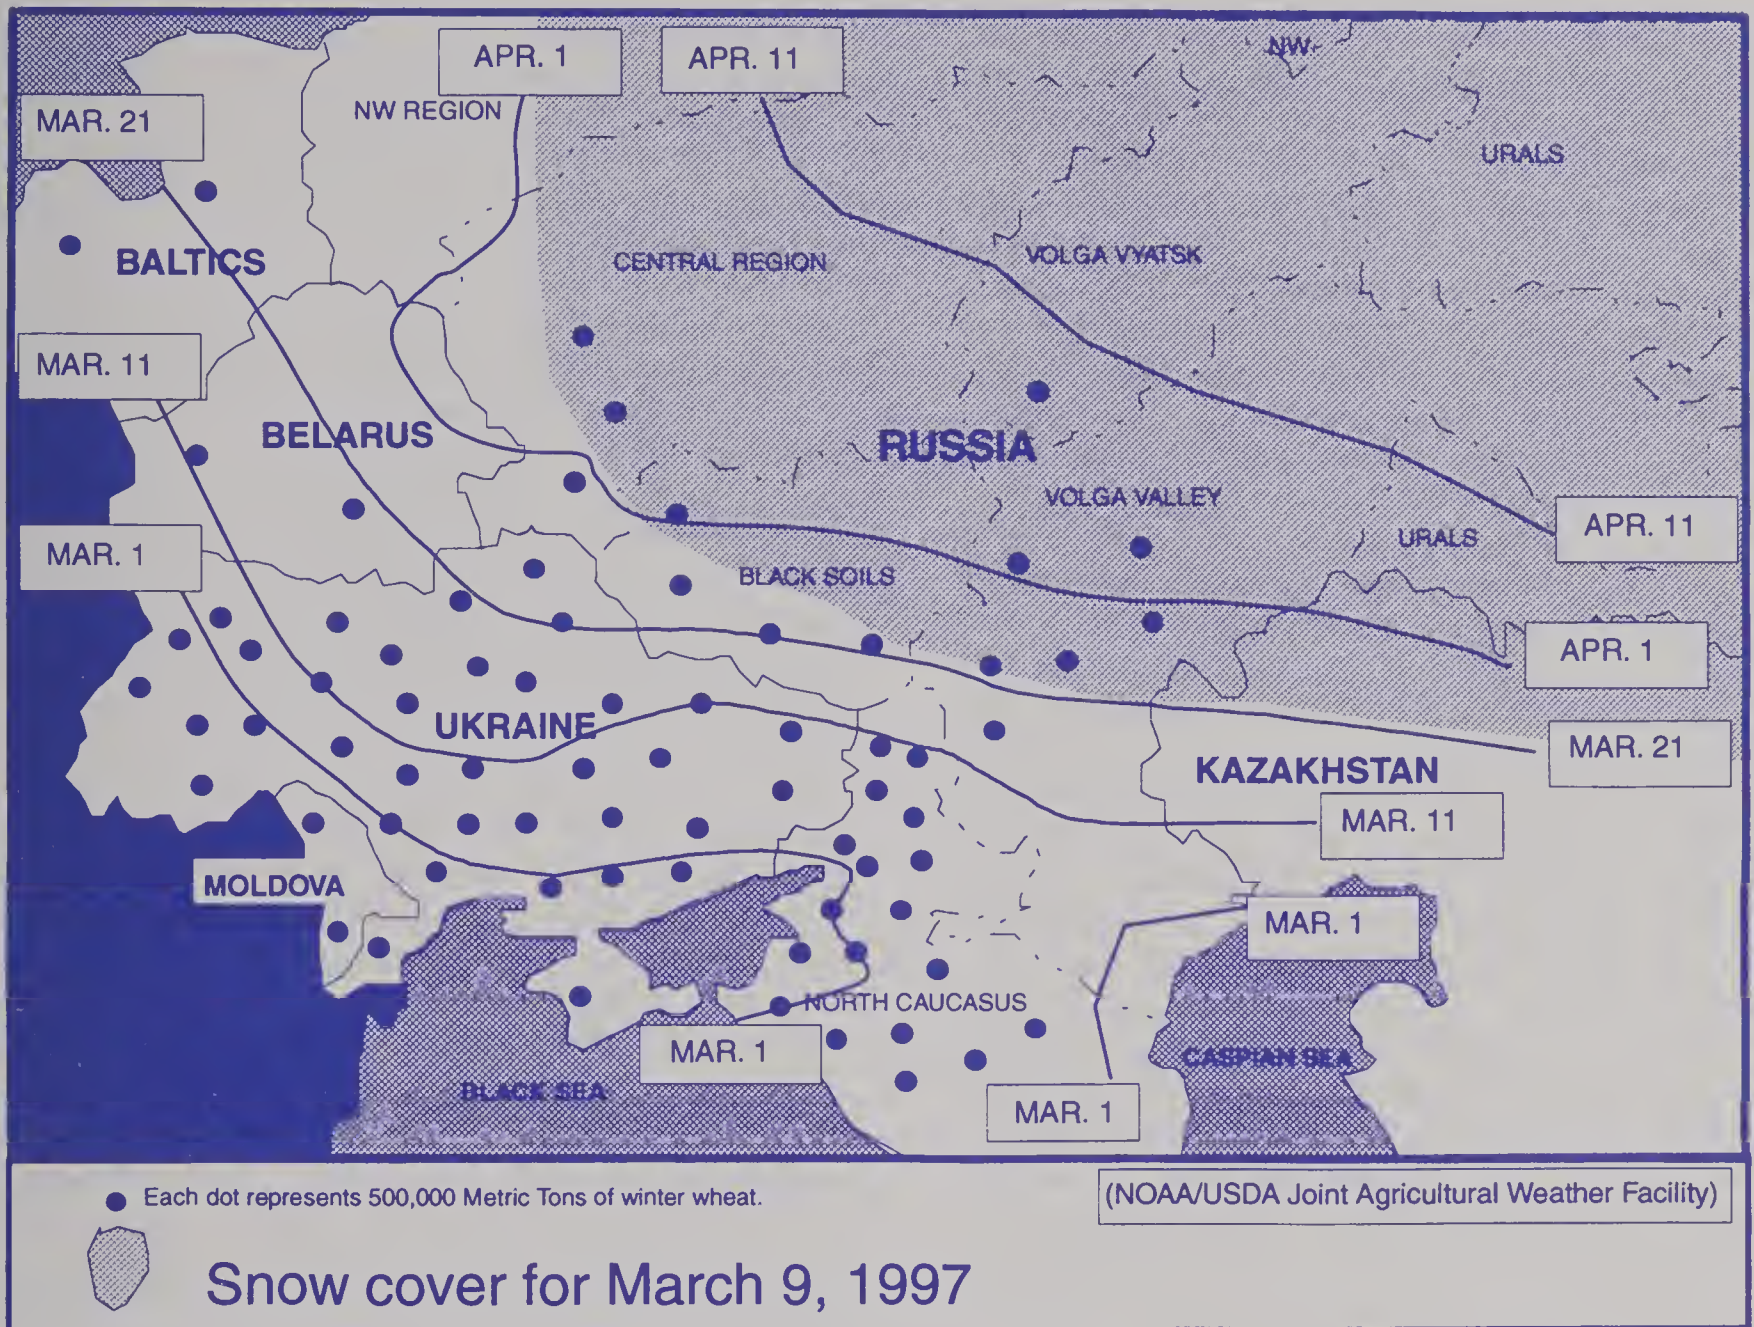 NW
APR. 1
APR. 11
NW REGION
MAR. 21
URALS
BALTICS
CENTRAL REGION
VOLGA VYATSK
MAR. 11
BELARUS
RUSSIA
VOLGA VALLEY
APR. 11
URALS
MAR. 1
BLACK SOILS
APR. 1
UKRAINE
MAR. 21
KAZAKHSTAN
MAR. 11
MOLDOVA
MAR. 1
NORTH CAUCASUS
MAR. 1
CASPIAN SEA
BLACK SEA
MAR. 1
Each dot represents 500,000 Metric Tons of winter wheat.
(NOAA/USDA Joint Agricultural Weather Facility)
Snow cover for March 9, 1997